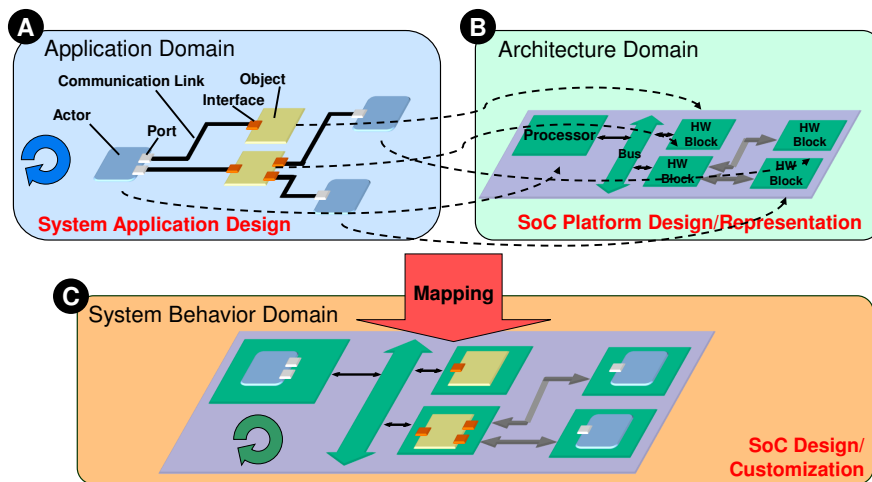 A
Application Domain
Communication Link
Object
Interface
Actor
Port
System Application Design
B
Architecture Domain
Processor
Bus
HW
Block
HW
Block
HW
Block
HW
Block
SoC Platform Design/Representation
Mapping
C
System Behavior Domain
SoC Design/
Customization